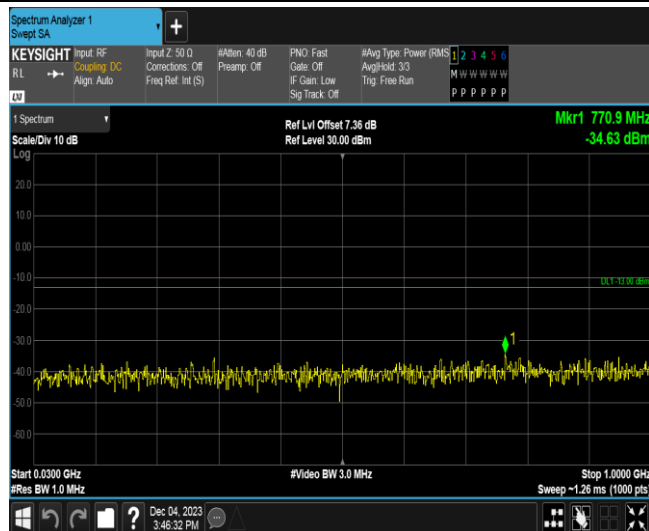 Spectrum Analyzer 1
Swept SA
KEYSIGHT
RL
Input: RF
Coupling: DC
Align: Auto
Input Z: 50 Ω
Corrections: Off
Freq Ref: Int (S)
#Atten: 40 dB
Preamp: Off
PNO: Fast
Gate: Off
IF Gain: Low
Sig Track: Off
#Avg Type: Power (RMS
Avg|Hold: 3/3
Trig: Free Run
1 2 3 4 5 6
M W W W W W
P P P P P P
1 Spectrum
Scale/Div 10 dB
Log
Ref Lvl Offset 7.36 dB
Ref Level 30.00 dBm
Mkr1 770.9 MHz
-34.63 dBm
20.0
10.0
0.00
-10.0
DL1 -13.00 dBm
-20.0
-30.0
1
-40.0
-50.0
-60.0
Start 0.0300 GHz
#Res BW 1.0 MHz
#Video BW 3.0 MHz
Stop 1.0000 GHz
Sweep ~1.26 ms (1000 pts)
?
Dec 04, 2023
3:46:32 PM